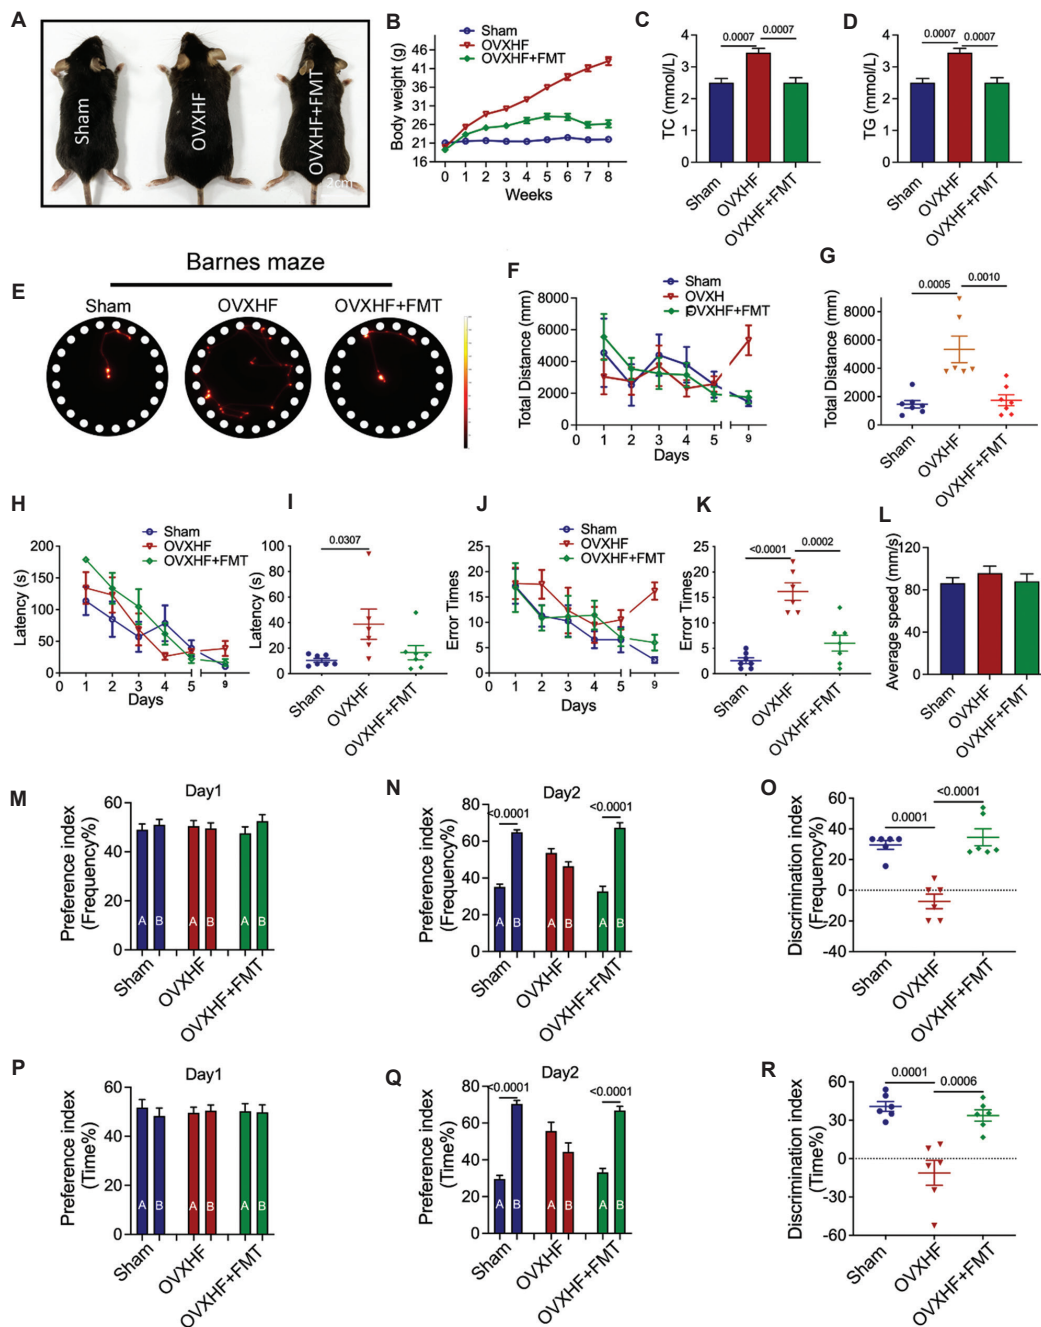 A
Sham
OVXHF
OVXHF+FMT
2cm
B
Sham
OVXHF
OVXHF+FMT
Body weight (g)
46
41
36
31
26
21
16
0 1 2 3 4 5 6 7 8
Weeks
C
0.0007 0.0007
TC (mmol/L)
4
3
2
1
0
Sham
OVXHF
OVXHF+FMT
D
0.0007 0.0007
TG (mmol/L)
4
3
2
1
0
Sham
OVXHF
OVXHF+FMT
E
Barnes maze
Sham OVXHF OVXHF+FMT
F
Sham
OVXH
F
OVXHF+FMT
Total Distance (mm)
8000
6000
4000
2000
0
0 1 2 3 4 5 9
Days
G
0.0005 0.0010
Total Distance (mm)
8000
6000
4000
2000
0
Sham
OVXHF
OVXHF+FMT
H
Sham
OVXHF
OVXHF+FMT
Latency (s)
200
150
100
50
0
0 1 2 3 4 5 9
Days
I
0.0307
Latency (s)
100
80
60
40
20
0
Sham
OVXHF
OVXHF+FMT
J
Sham
OVXHF
OVXHF+FMT
Error Times
25
20
15
10
5
0
0 1 2 3 4 5 9
Days
K
<0.0001 0.0002
Error Times
25
20
15
10
5
0
Sham
OVXHF
OVXHF+FMT
L
Average speed (mm/s)
120
80
40
0
Sham
OVXHF
OVXHF+FMT
M
Day1
Preference index
(Frequency%)
60
40
20
0
A B A B A B
Sham
OVXHF
OVXHF+FMT
N
Day2
<0.0001 <0.0001
Preference index
(Frequency%)
80
60
40
20
0
A B A B A B
Sham
OVXHF
OVXHF+FMT
O
0.0001 <0.0001
Discrimination index
(Frequency%)
60
40
20
0
-20
-40
Sham
OVXHF
OVXHF+FMT
P
Day1
Preference index
(Time%)
60
40
20
0
A B A B A B
Sham
OVXHF
OVXHF+FMT
Q
Day2
<0.0001 <0.0001
Preference index
(Time%)
80
60
40
20
0
A B A B A B
Sham
OVXHF
OVXHF+FMT
R
0.0001 0.0006
Discrimination index
(Time%)
60
30
0
-30
-60
Sham
OVXHF
OVXHF+FMT